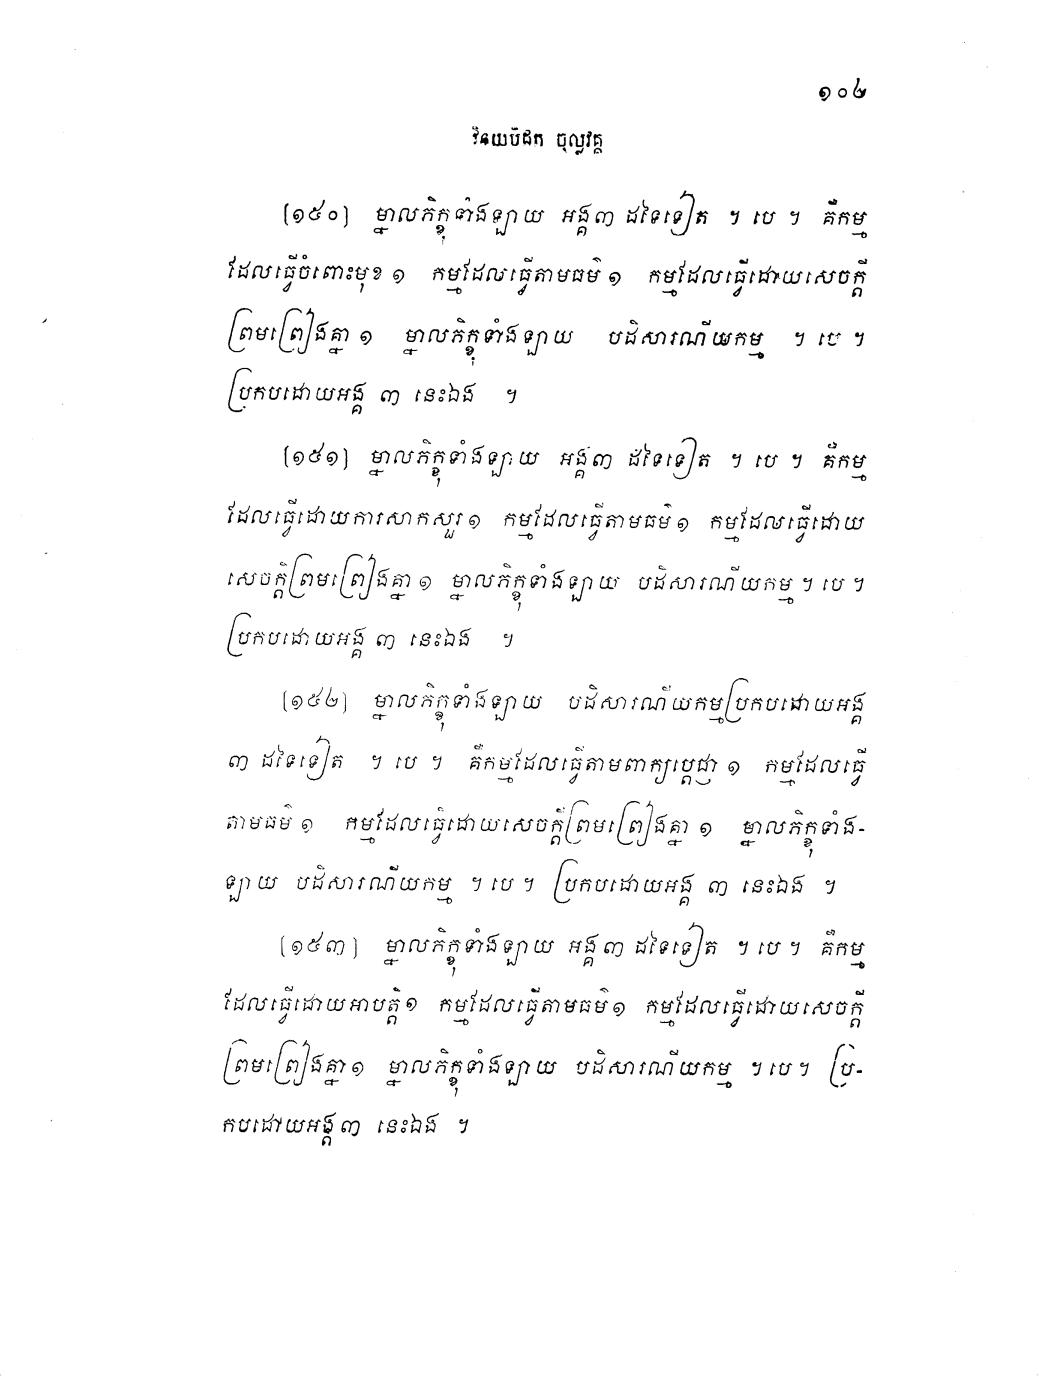 ១០៤
វិនយបិដក ចុល្លវគ្គ
(១៥០) ម្នាលភិក្ខុទាំងឡាយ អង្គ៣ ដទៃទៀត ។ បេ ។ គឺកម្ម
ដែលធ្វើចំពោះមុខ ១ កម្មដែលធ្វើតាមធម៌ ១ កម្មដែលធ្វើដោយសេចក្តី
ព្រមព្រៀងគ្នា ១ ម្នាលភិក្ខុទាំងឡាយ បដិសារណីយកម្ម ។ បេ ។
ប្រកបដោយអង្គ ៣ នេះឯង ។
(១៥១) ម្នាលភិក្ខុទាំងឡាយ អង្គ៣ ដទៃទៀត ។ បេ ។ គឺកម្ម
ដែលធ្វើដោយការសាកសួរ ១ កម្មដែលធ្វើតាមធម៌ ១ កម្មដែលធ្វើដោយ
សេចក្តីព្រមព្រៀងគ្នា ១ ម្នាលភិក្ខុទាំងឡាយ បដិសារណីយកម្ម ។ បេ ។
ប្រកបដោយអង្គ ៣ នេះឯង ។
(១៥២) ម្នាលភិក្ខុទាំងឡាយ បដិសារណីយកម្មប្រកបដោយអង្គ
៣ ដទៃទៀត ។ បេ ។ គឺកម្មដែលធ្វើតាមពាក្យប្តេជ្ញា ១ កម្មដែលធ្វើ
តាមធម៌ ១ កម្មដែលធ្វើដោយសេចក្តីព្រមព្រៀងគ្នា ១ ម្នាលភិក្ខុទាំង-
ឡាយ បដិសារណីយកម្ម ។ បេ ។ ប្រកបដោយអង្គ ៣ នេះឯង ។
(១៥៣) ម្នាលភិក្ខុទាំងឡាយ អង្គ ៣ ដទៃទៀត ។ បេ ។ គឺកម្ម
ដែលធ្វើដោយអាបត្តិ ១ កម្មដែលធ្វើតាមធម៌ ១ កម្មដែលធ្វើដោយសេចក្តី
ព្រមព្រៀងគ្នា ១ ម្នាលភិក្ខុទាំងឡាយ បដិសារណីយកម្ម ។ បេ ។ ប្រ-
កបដោយអង្គ ៣ នេះឯង ។